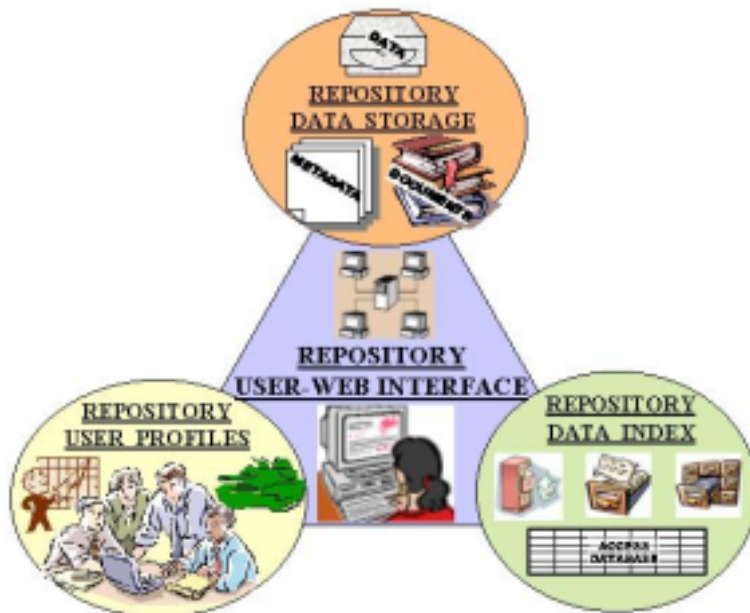 DATA
REPOSITORY
DATA STORAGE
METADATA
DOCUMENTS
REPOSITORY
USER-WEB INTERFACE
REPOSITORY
USER PROFILES
REPOSITORY
DATA INDEX
ACCESS
DATABASE